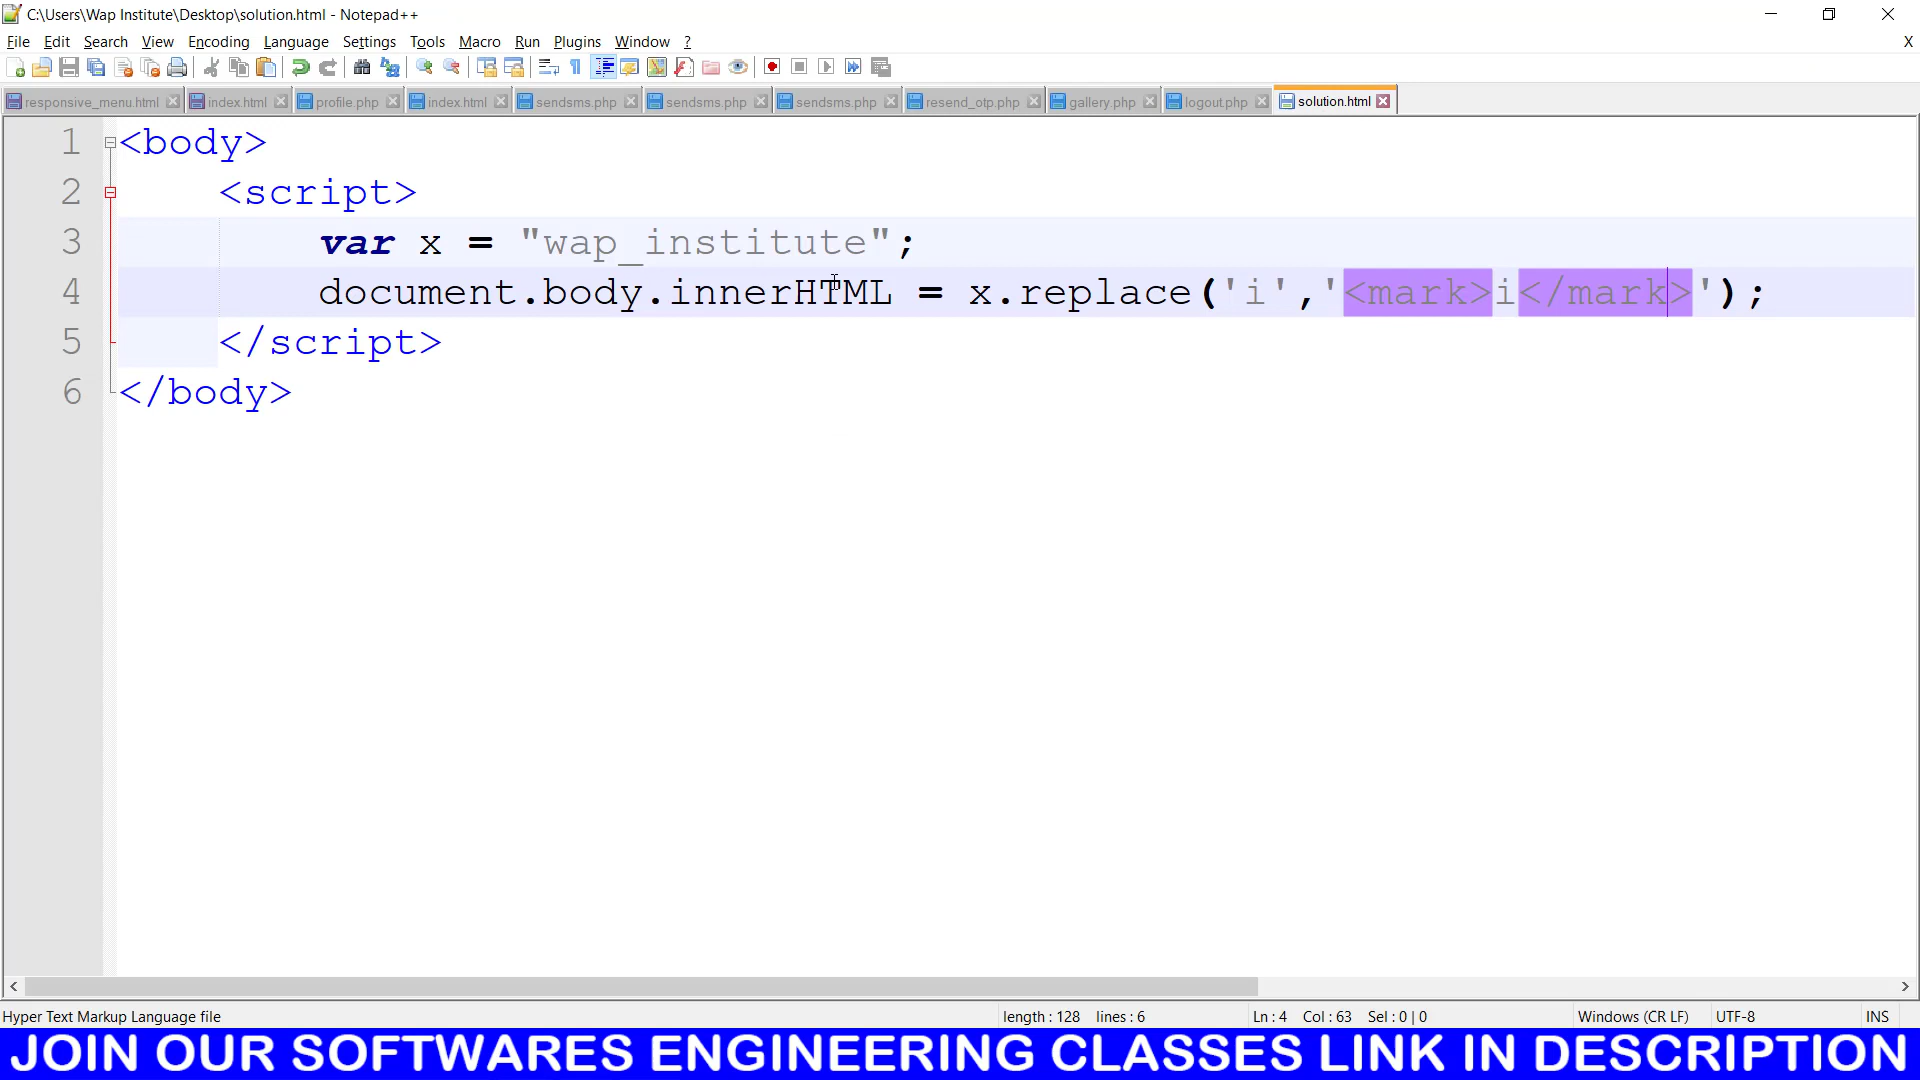 C:\Users\Wap Institute\Desktop\solution.html - Notepad++
File Edit Search View Encoding Language Settings Tools Macro Run Plugins Window ? X
responsive_menu.html index.html profile.php index.html sendsms.php sendsms.php sendsms.php resend_otp.php gallery.php logout.php solution.html
1 <body>
2 <script>
3 var x = "wap_institute";
4 document.body.innerHTML = x.replace('i','<mark>i</mark>');
5 </script>
6 </body>
Hyper Text Markup Language file length : 128 lines : 6 Ln : 4 Col : 63 Sel : 0 | 0 Windows (CR LF) UTF-8 INS
JOIN OUR SOFTWARES ENGINEERING CLASSES LINK IN DESCRIPTION